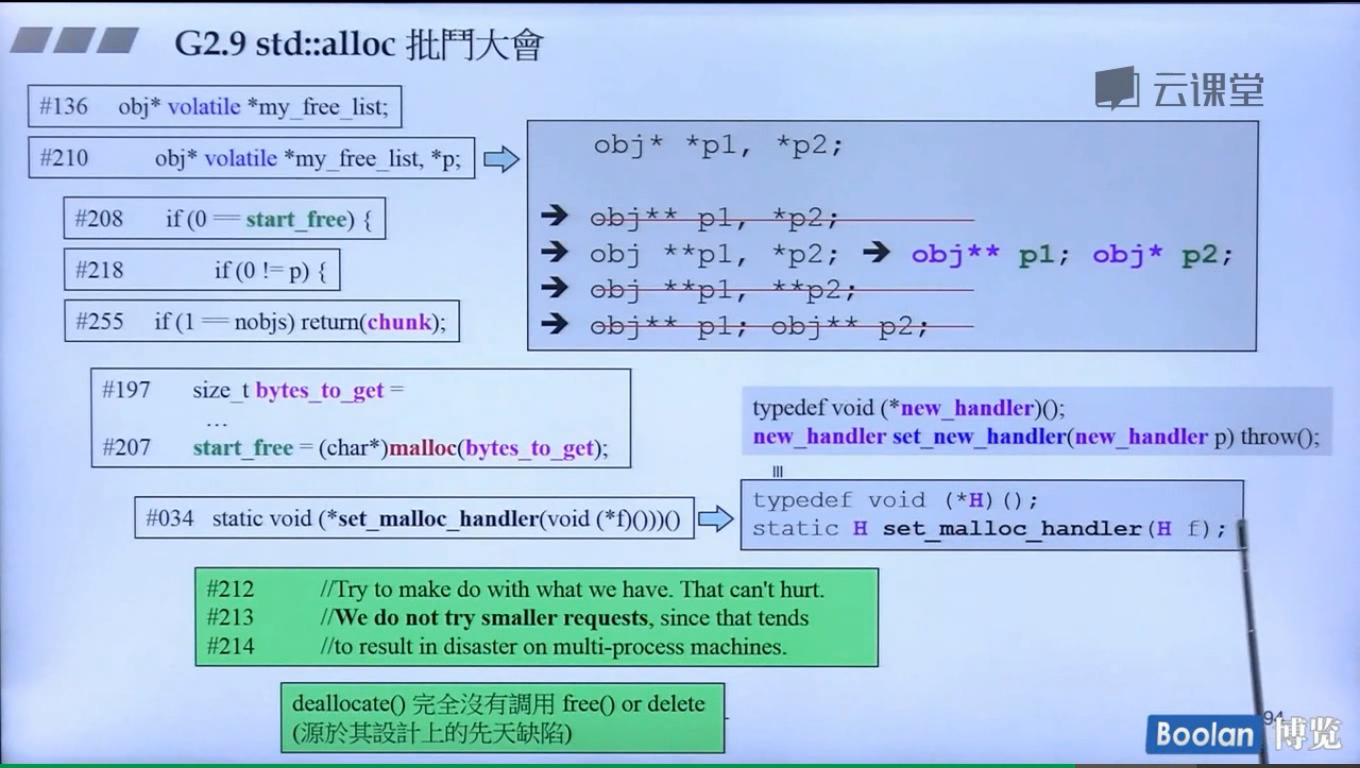 G2.9 std::alloc 批鬥大會
云课堂
#136 obj* volatile *my_free_list;
#210 obj* volatile *my_free_list, *p;
#208 if (0 == start_free) {
#218 if (0 != p) {
#255 if (1 == nobjs) return(chunk);
obj* *p1, *p2;
➔ obj** p1, *p2;
➔ obj **p1, *p2; ➔ obj** p1; obj* p2;
➔ obj **p1, **p2;
➔ obj** p1; obj** p2;
#197 size_t bytes_to_get =
…
#207 start_free = (char*)malloc(bytes_to_get);
typedef void (*new_handler)();
new_handler set_new_handler(new_handler p) throw();
#034 static void (*set_malloc_handler(void (*f)()))()
typedef void (*H)();
static H set_malloc_handler(H f);
#212 //Try to make do with what we have. That can't hurt.
#213 //We do not try smaller requests, since that tends
#214 //to result in disaster on multi-process machines.
deallocate() 完全沒有調用 free() or delete
(源於其設計上的先天缺陷)
94
Boolan 博览